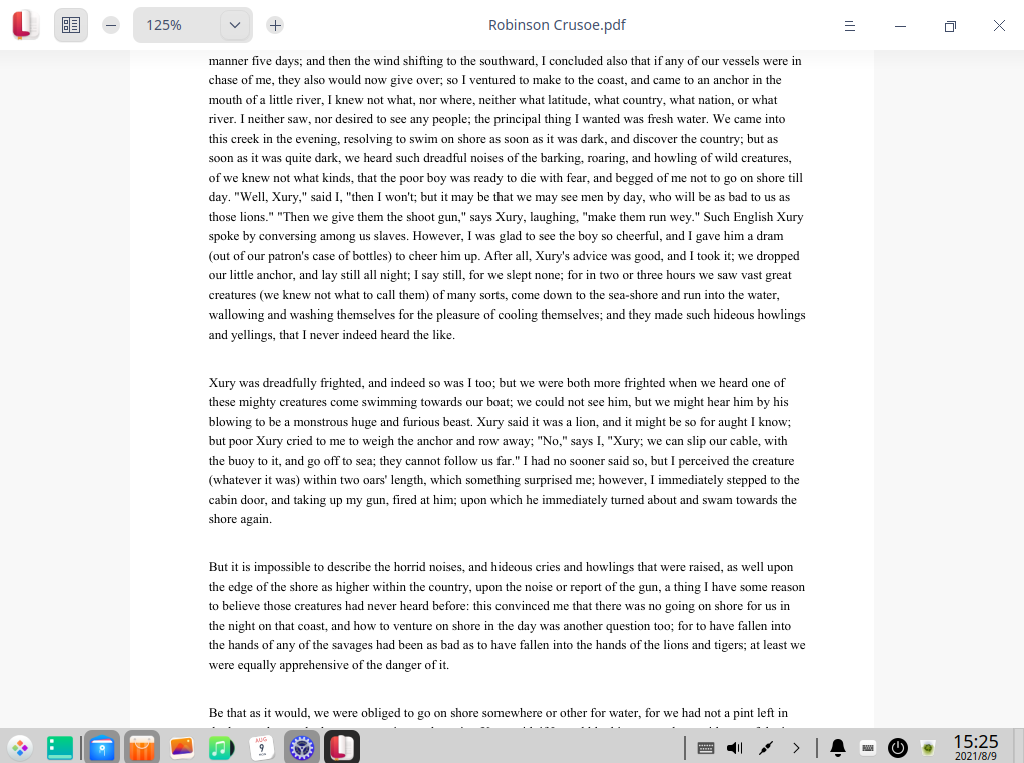 125%
Robinson Crusoe.pdf
manner five days; and then the wind shifting to the southward, I concluded also that if any of our vessels were in
chase of me, they also would now give over; so I ventured to make to the coast, and came to an anchor in the
mouth of a little river, I knew not what, nor where, neither what latitude, what country, what nation, or what
river. I neither saw, nor desired to see any people; the principal thing I wanted was fresh water. We came into
this creek in the evening, resolving to swim on shore as soon as it was dark, and discover the country; but as
soon as it was quite dark, we heard such dreadful noises of the barking, roaring, and howling of wild creatures,
of we knew not what kinds, that the poor boy was ready to die with fear, and begged of me not to go on shore till
day. "Well, Xury," said I, "then I won't; but it may be that we may see men by day, who will be as bad to us as
those lions." "Then we give them the shoot gun," says Xury, laughing, "make them run wey." Such English Xury
spoke by conversing among us slaves. However, I was glad to see the boy so cheerful, and I gave him a dram
(out of our patron's case of bottles) to cheer him up. After all, Xury's advice was good, and I took it; we dropped
our little anchor, and lay still all night; I say still, for we slept none; for in two or three hours we saw vast great
creatures (we knew not what to call them) of many sorts, come down to the sea-shore and run into the water,
wallowing and washing themselves for the pleasure of cooling themselves; and they made such hideous howlings
and yellings, that I never indeed heard the like.
Xury was dreadfully frighted, and indeed so was I too; but we were both more frighted when we heard one of
these mighty creatures come swimming towards our boat; we could not see him, but we might hear him by his
blowing to be a monstrous huge and furious beast. Xury said it was a lion, and it might be so for aught I know;
but poor Xury cried to me to weigh the anchor and row away; "No," says I, "Xury; we can slip our cable, with
the buoy to it, and go off to sea; they cannot follow us far." I had no sooner said so, but I perceived the creature
(whatever it was) within two oars' length, which something surprised me; however, I immediately stepped to the
cabin door, and taking up my gun, fired at him; upon which he immediately turned about and swam towards the
shore again.
But it is impossible to describe the horrid noises, and hideous cries and howlings that were raised, as well upon
the edge of the shore as higher within the country, upon the noise or report of the gun, a thing I have some reason
to believe those creatures had never heard before: this convinced me that there was no going on shore for us in
the night on that coast, and how to venture on shore in the day was another question too; for to have fallen into
the hands of any of the savages had been as bad as to have fallen into the hands of the lions and tigers; at least we
were equally apprehensive of the danger of it.
Be that as it would, we were obliged to go on shore somewhere or other for water, for we had not a pint left in
AUG
9
15:25
2021/8/9